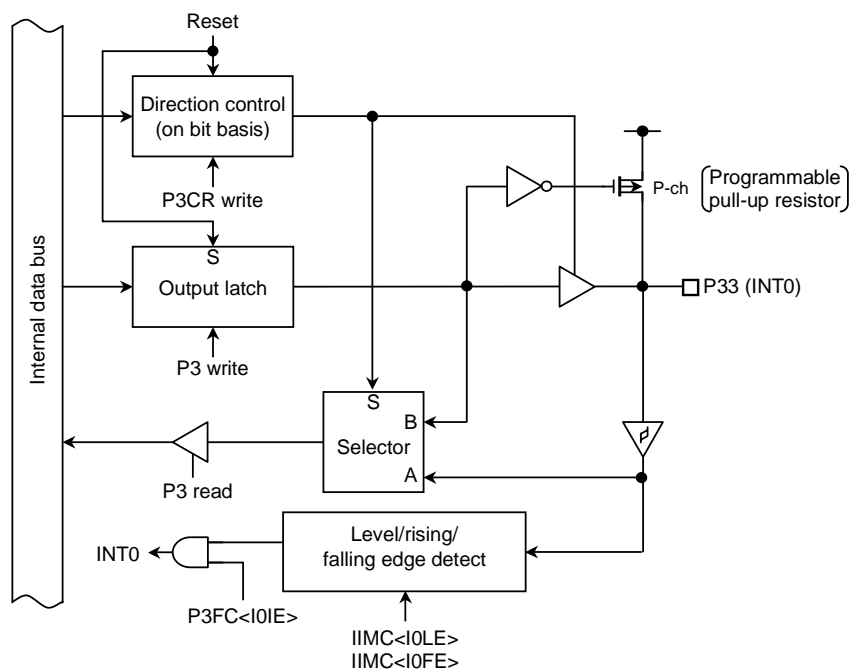 Reset
Direction control
(on bit basis)
P3CR write
P-ch
Programmable
pull-up resistor
S
Output latch
P33 (INT0)
Internal data bus
P3 write
S
B
Selector
A
P3 read
Level/rising/
falling edge detect
INT0
P3FC<I0IE>
IIMC<I0LE>
IIMC<I0FE>